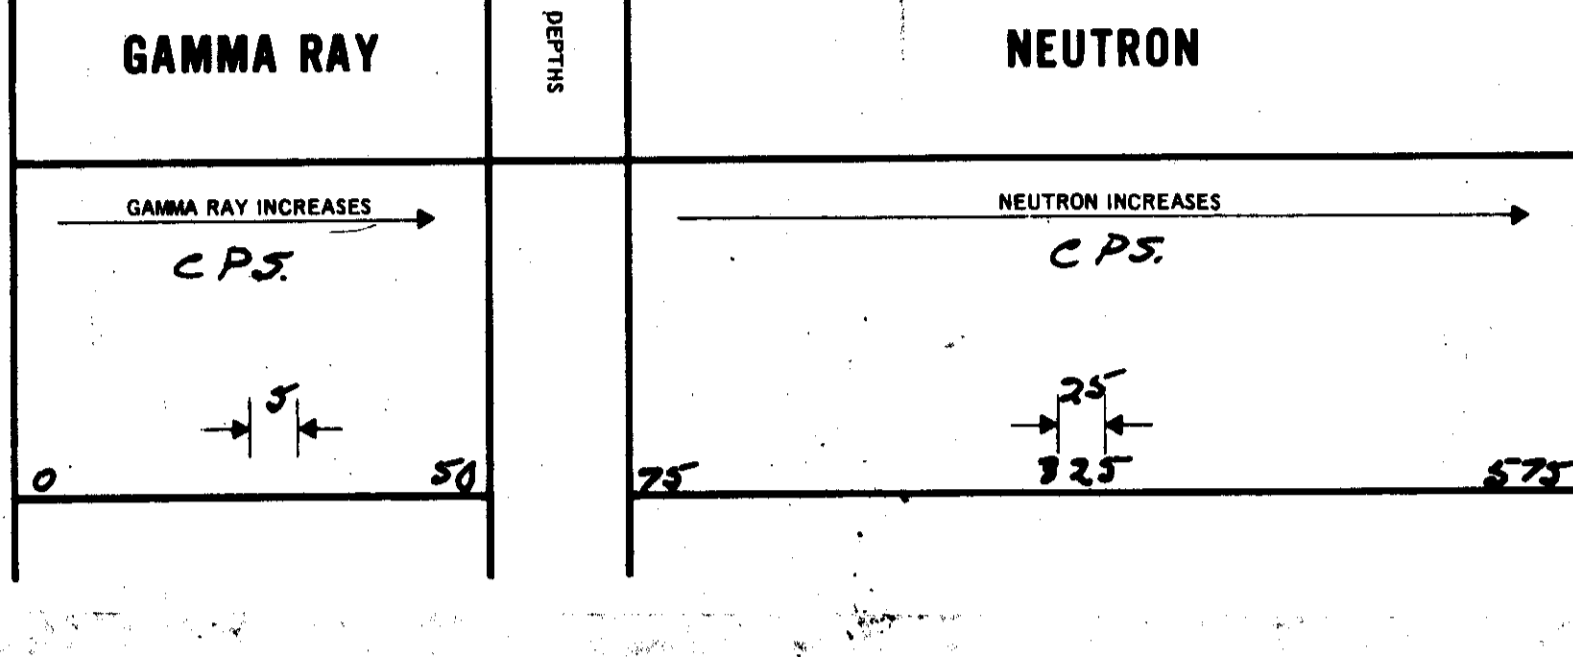 GAMMA RAY
DEPTHS
NEUTRON
GAMMA RAY INCREASES
NEUTRON INCREASES
CPS.
CPS.
5
25
0
50
75
325
575